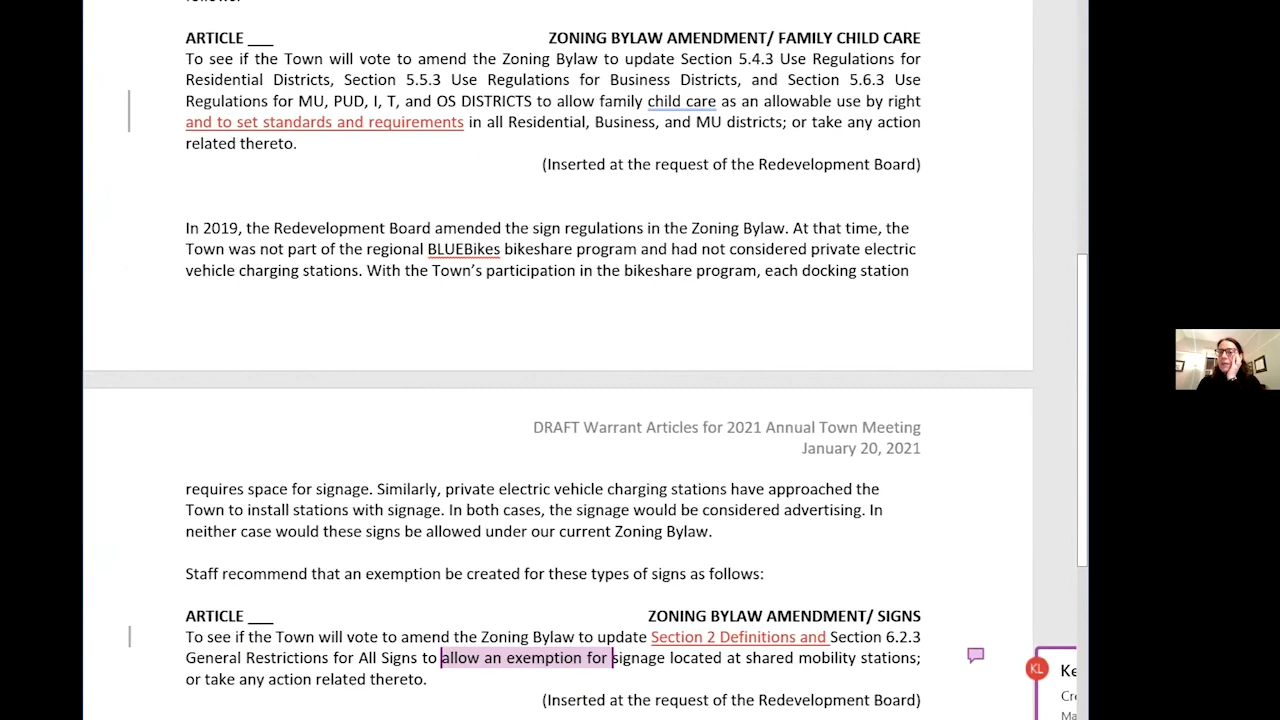 ARTICLE ___ ZONING BYLAW AMENDMENT/ FAMILY CHILD CARE
To see if the Town will vote to amend the Zoning Bylaw to update Section 5.4.3 Use Regulations for
Residential Districts, Section 5.5.3 Use Regulations for Business Districts, and Section 5.6.3 Use
Regulations for MU, PUD, I, T, and OS DISTRICTS to allow family child care as an allowable use by right
and to set standards and requirements in all Residential, Business, and MU districts; or take any action
related thereto.
(Inserted at the request of the Redevelopment Board)
In 2019, the Redevelopment Board amended the sign regulations in the Zoning Bylaw. At that time, the
Town was not part of the regional BLUEBikes bikeshare program and had not considered private electric
vehicle charging stations. With the Town's participation in the bikeshare program, each docking station
DRAFT Warrant Articles for 2021 Annual Town Meeting
January 20, 2021
requires space for signage. Similarly, private electric vehicle charging stations have approached the
Town to install stations with signage. In both cases, the signage would be considered advertising. In
neither case would these signs be allowed under our current Zoning Bylaw.
Staff recommend that an exemption be created for these types of signs as follows:
ARTICLE ___ ZONING BYLAW AMENDMENT/ SIGNS
To see if the Town will vote to amend the Zoning Bylaw to update Section 2 Definitions and Section 6.2.3
General Restrictions for All Signs to allow an exemption for signage located at shared mobility stations;
or take any action related thereto.
(Inserted at the request of the Redevelopment Board)
KL Ke